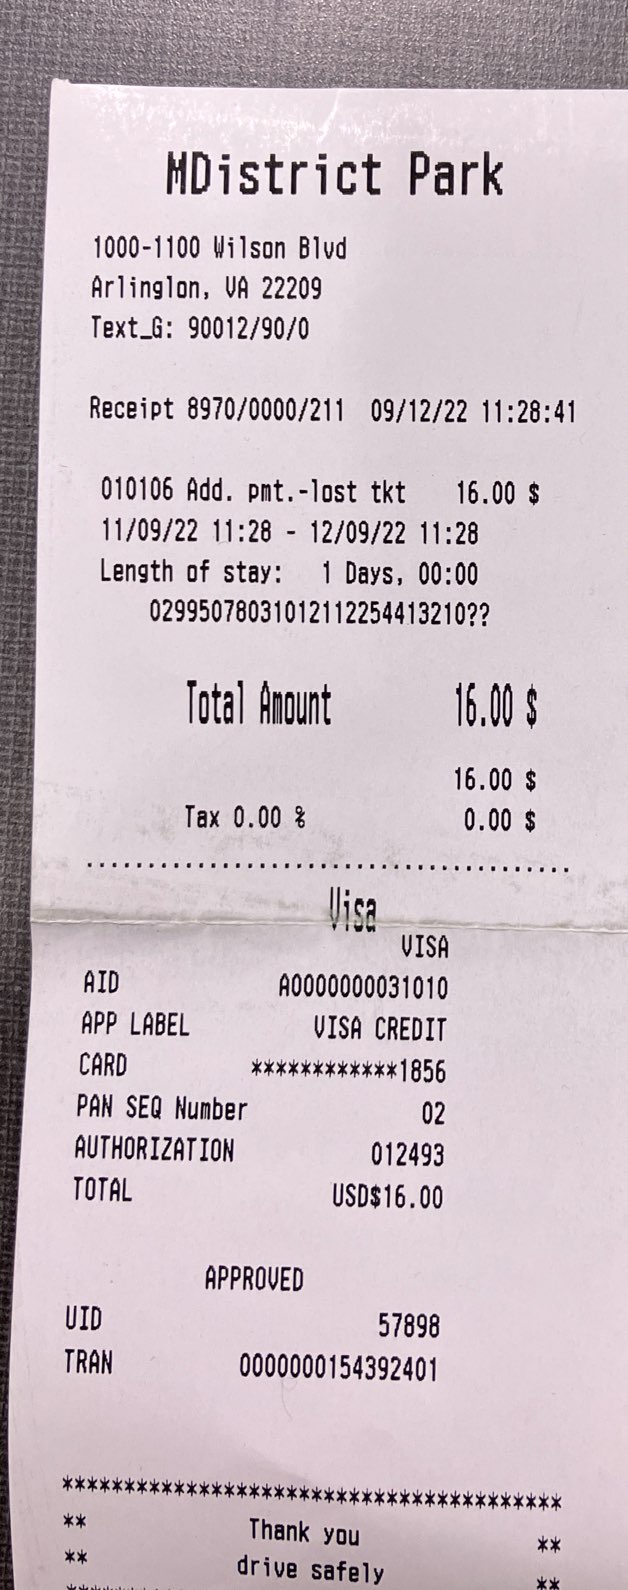 MDistrict Park
1000-1100 Wilson Blvd
Arlinglon, VA 22209
Text_G: 90012/90/0
Receipt 8970/0000/211 09/12/22 11:28:41
010106 Add. pmt.-lost tkt 16.00 $
11/09/22 11:28 - 12/09/22 11:28
Length of stay: 1 Days, 00:00
02995078031012112254413210??
Total Amount 16.00 $
16.00 $
Tax 0.00 % 0.00 $
.......................................
Visa
VISA
AID A0000000031010
APP LABEL VISA CREDIT
CARD ************1856
PAN SEQ Number 02
AUTHORIZATION 012493
TOTAL USD$16.00
APPROVED
UID 57898
TRAN 0000000154392401
****************************************
** Thank you **
** drive safely **